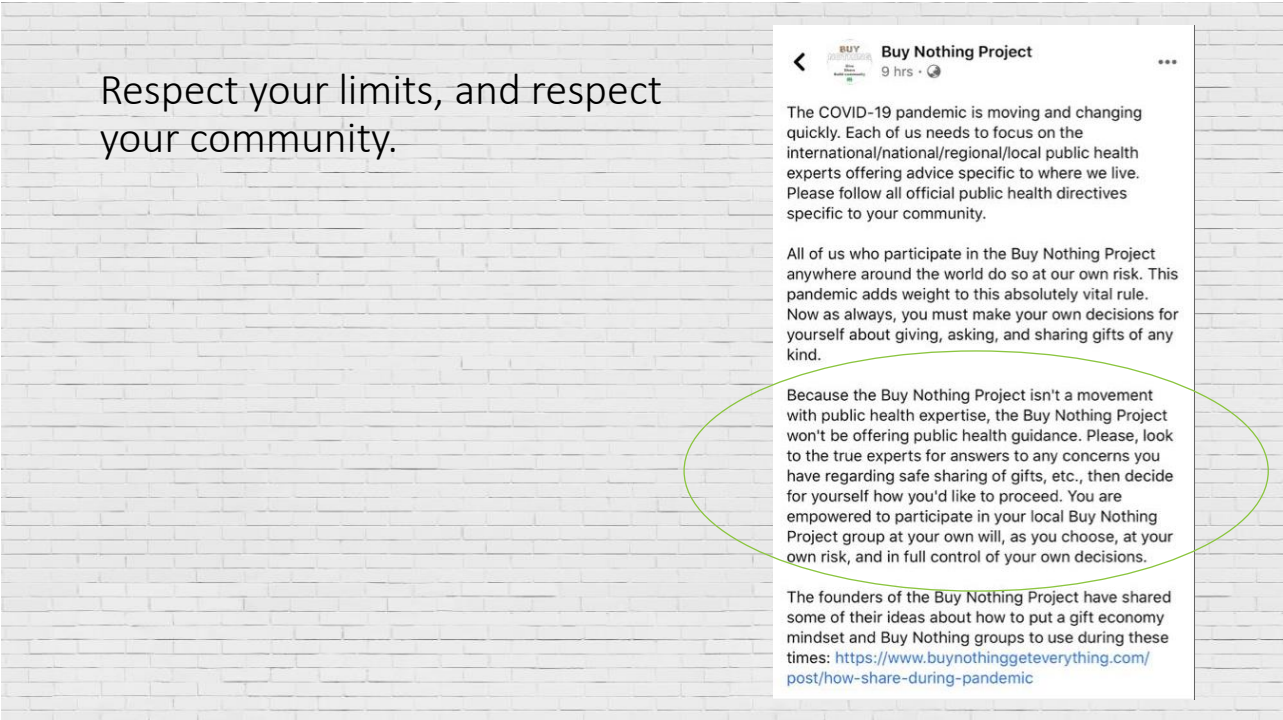 Respect your limits, and respect
your community.
BUY
NOTHING
Give
Share
Build community
Buy Nothing Project
9 hrs ·
The COVID-19 pandemic is moving and changing
quickly. Each of us needs to focus on the
international/national/regional/local public health
experts offering advice specific to where we live.
Please follow all official public health directives
specific to your community.
All of us who participate in the Buy Nothing Project
anywhere around the world do so at our own risk. This
pandemic adds weight to this absolutely vital rule.
Now as always, you must make your own decisions for
yourself about giving, asking, and sharing gifts of any
kind.
Because the Buy Nothing Project isn't a movement
with public health expertise, the Buy Nothing Project
won't be offering public health guidance. Please, look
to the true experts for answers to any concerns you
have regarding safe sharing of gifts, etc., then decide
for yourself how you'd like to proceed. You are
empowered to participate in your local Buy Nothing
Project group at your own will, as you choose, at your
own risk, and in full control of your own decisions.
The founders of the Buy Nothing Project have shared
some of their ideas about how to put a gift economy
mindset and Buy Nothing groups to use during these
times: https://www.buynothinggeteverything.com/
post/how-share-during-pandemic